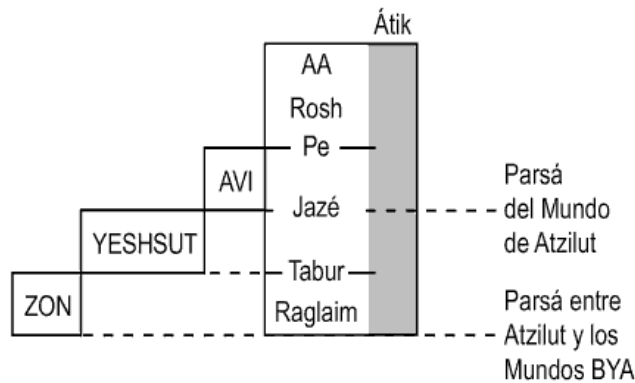 Átik
AA
Rosh
Pe
AVI
Jazé
YESHSUT
Tabur
ZON
Raglaim
Parsá
del Mundo
de Atzilut
Parsá entre
Atzilut y los
Mundos BYA